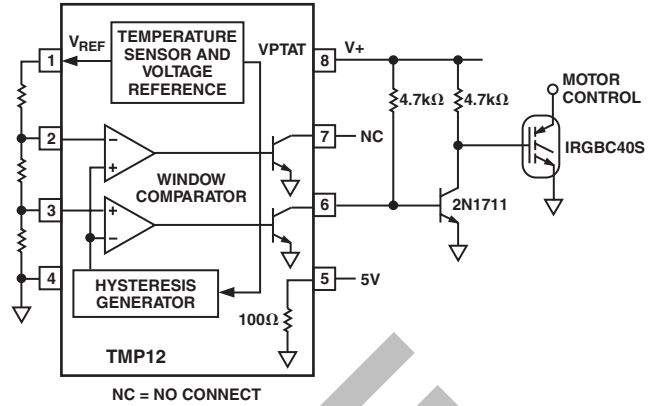 TEMPERATURE
SENSOR AND
VOLTAGE
REFERENCE
VREF
VPTAT
1
8
V+
4.7kΩ
4.7kΩ
MOTOR
CONTROL
2
7
NC
IRGBC40S
−
+
WINDOW
COMPARATOR
3
6
2N1711
+
−
4
5
5V
HYSTERESIS
GENERATOR
100Ω
TMP12
NC = NO CONNECT